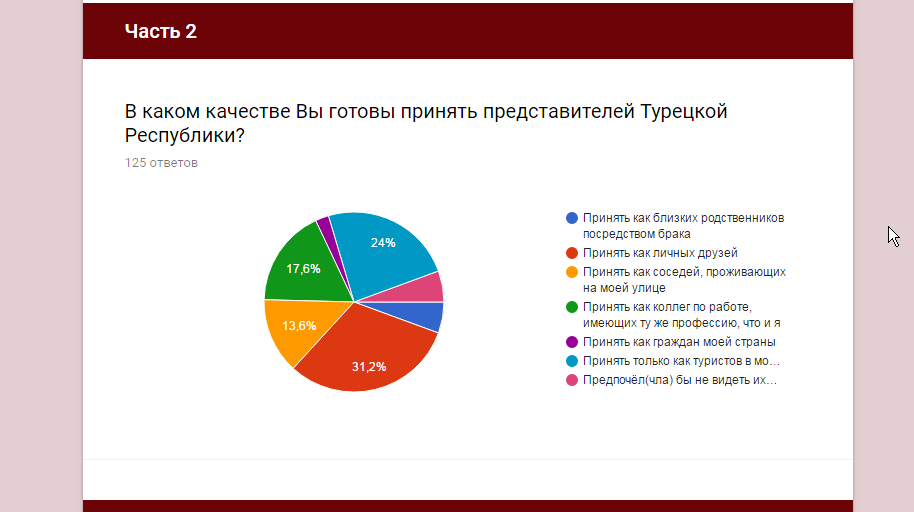 Часть 2
В каком качестве Вы готовы принять представителей Турецкой
Республики?
125 ответов
24%
17,6%
13,6%
31,2%
Принять как близких родственников
посредством брака
Принять как личных друзей
Принять как соседей, проживающих
на моей улице
Принять как коллег по работе,
имеющих ту же профессию, что и я
Принять как граждан моей страны
Принять только как туристов в мо...
Предпочёл(чла) бы не видеть их...